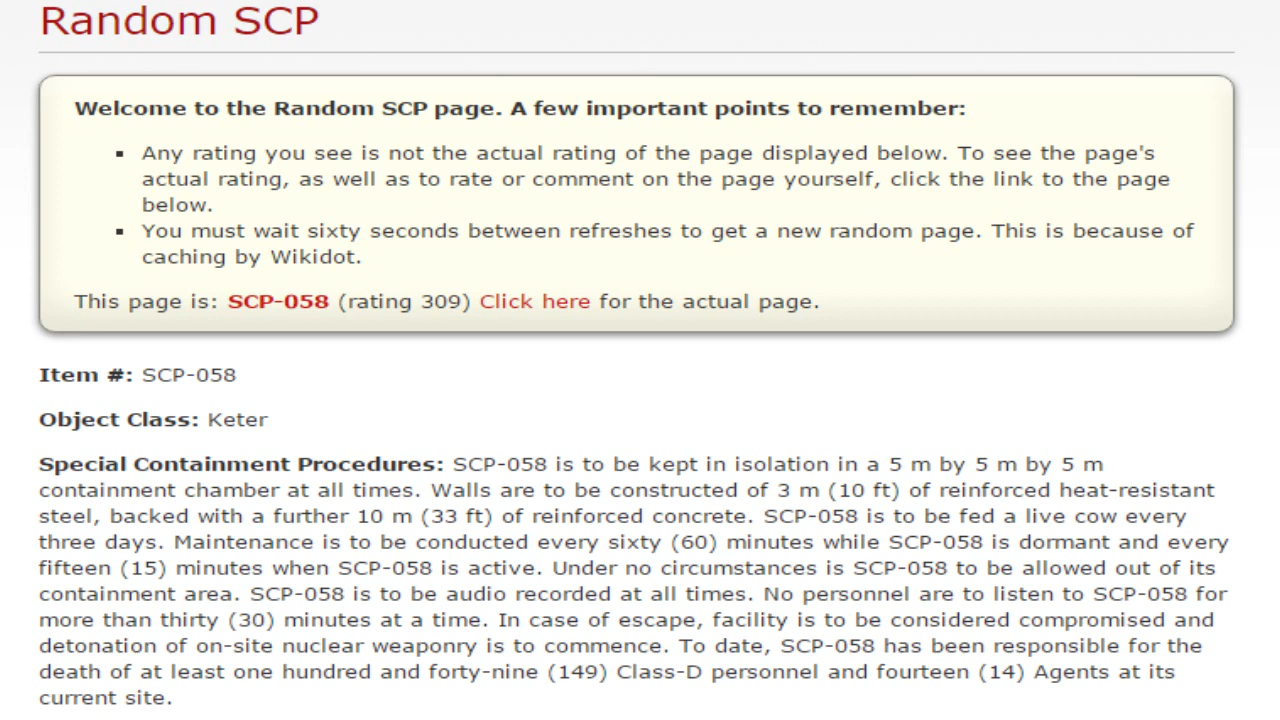 Random SCP
Welcome to the Random SCP page. A few important points to remember:
▪ Any rating you see is not the actual rating of the page displayed below. To see the page's
actual rating, as well as to rate or comment on the page yourself, click the link to the page
below.
▪ You must wait sixty seconds between refreshes to get a new random page. This is because of
caching by Wikidot.
This page is: SCP-058 (rating 309) Click here for the actual page.
Item #: SCP-058
Object Class: Keter
Special Containment Procedures: SCP-058 is to be kept in isolation in a 5 m by 5 m by 5 m
containment chamber at all times. Walls are to be constructed of 3 m (10 ft) of reinforced heat-resistant
steel, backed with a further 10 m (33 ft) of reinforced concrete. SCP-058 is to be fed a live cow every
three days. Maintenance is to be conducted every sixty (60) minutes while SCP-058 is dormant and every
fifteen (15) minutes when SCP-058 is active. Under no circumstances is SCP-058 to be allowed out of its
containment area. SCP-058 is to be audio recorded at all times. No personnel are to listen to SCP-058 for
more than thirty (30) minutes at a time. In case of escape, facility is to be considered compromised and
detonation of on-site nuclear weaponry is to commence. To date, SCP-058 has been responsible for the
death of at least one hundred and forty-nine (149) Class-D personnel and fourteen (14) Agents at its
current site.